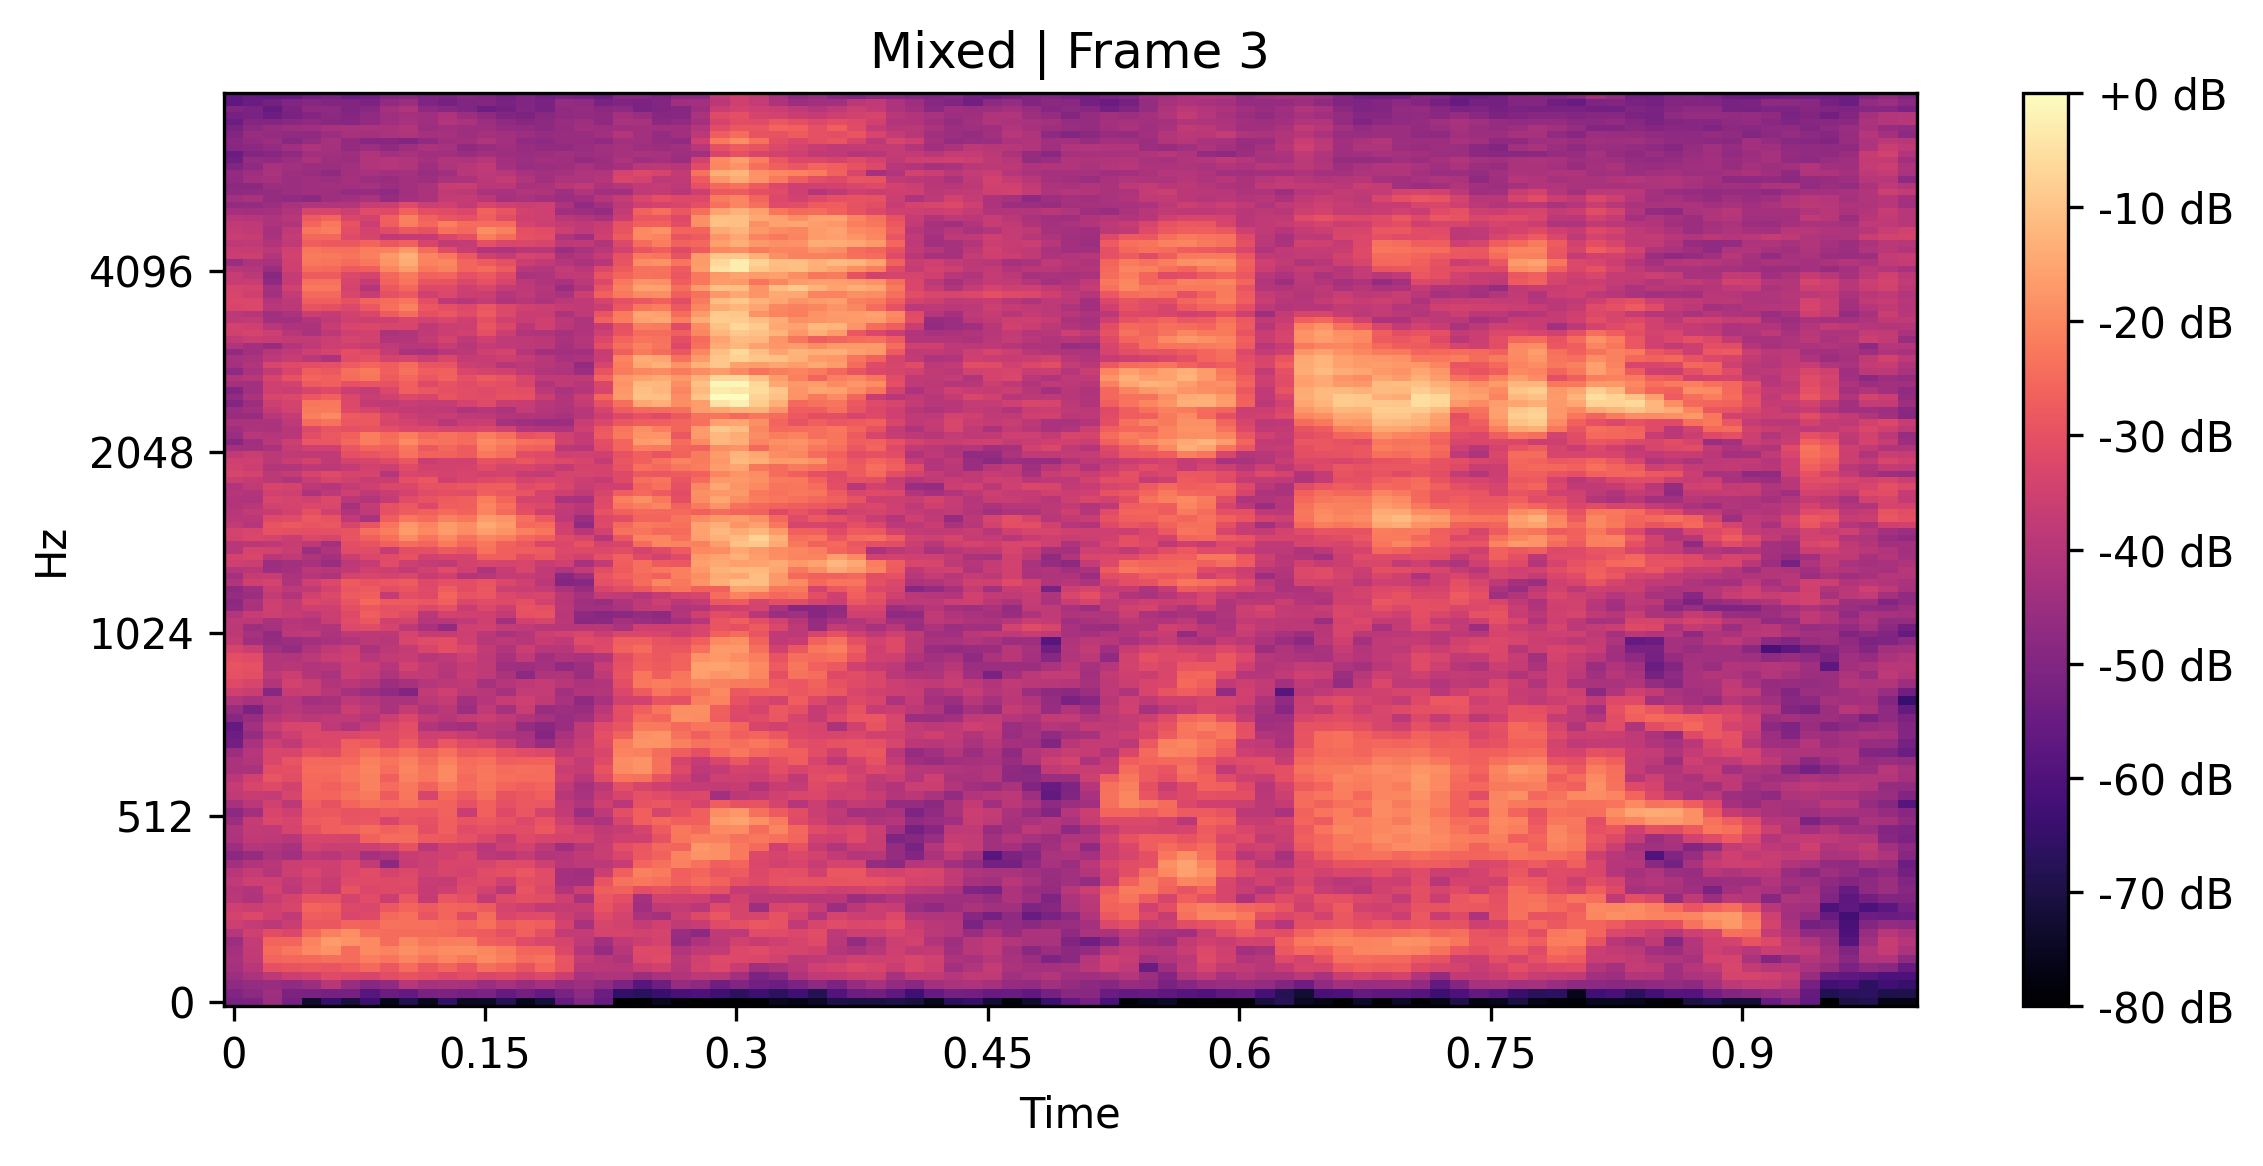 Mixed | Frame 3
+0 dB
-10 dB
-20 dB
-30 dB
-40 dB
-50 dB
-60 dB
-70 dB
-80 dB
4096
2048
1024
512
0
Hz
0 0.15 0.3 0.45 0.6 0.75 0.9
Time